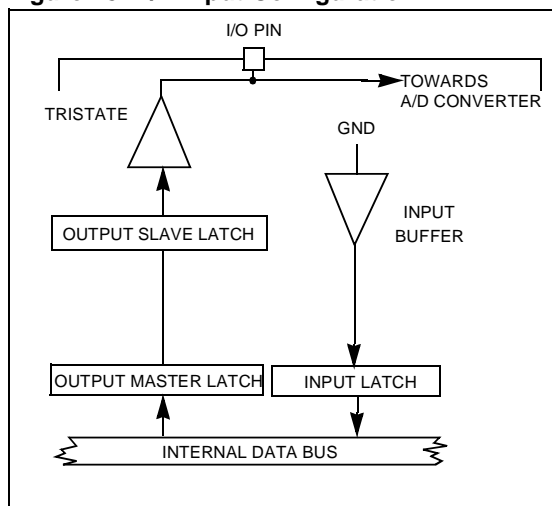 I/O PIN
TRISTATE
TOWARDS
A/D CONVERTER
GND
INPUT
BUFFER
OUTPUT SLAVE LATCH
OUTPUT MASTER LATCH
INPUT LATCH
INTERNAL DATA BUS